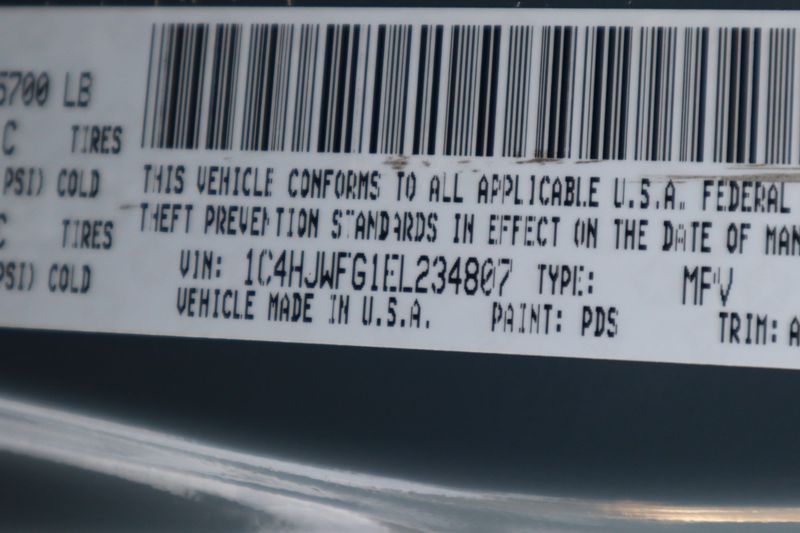 5700 LB
C TIRES
PSI) COLD
C TIRES
PSI) COLD
THIS VEHICLE CONFORMS TO ALL APPLICABLE U.S.A. FEDERAL
THEFT PREVENTION STANDARDS IN EFFECT ON THE DATE OF MAN
VIN: 1C4HJWFG1EL234807 TYPE: MPV
VEHICLE MADE IN U.S.A. PAINT: PDS TRIM: A